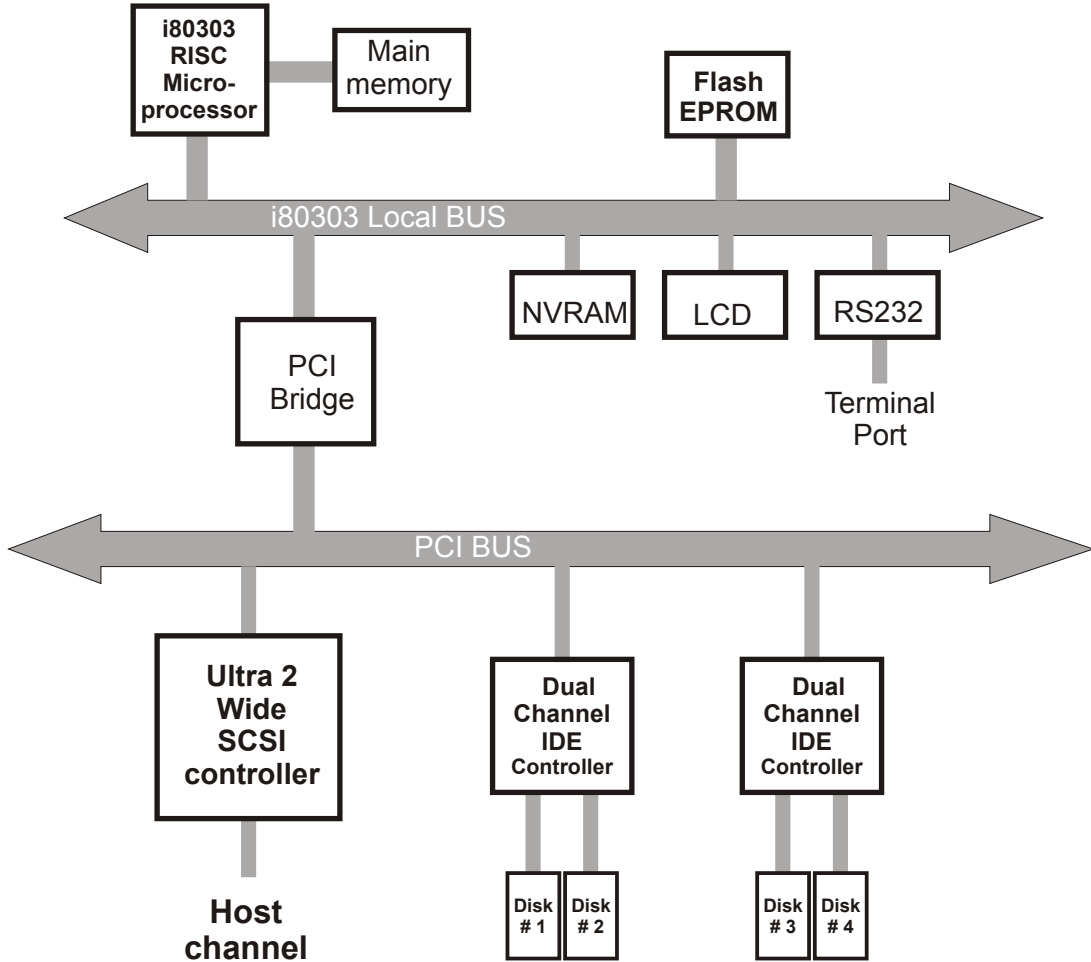 i80303
RISC
Micro-
processor
Main
memory
Flash
EPROM
i80303 Local BUS
NVRAM
LCD
RS232
PCI
Bridge
Terminal
Port
PCI BUS
Ultra 2
Wide
SCSI
controller
Dual
Channel
IDE
Controller
Dual
Channel
IDE
Controller
Host
channel
Disk
# 1
Disk
# 2
Disk
# 3
Disk
# 4